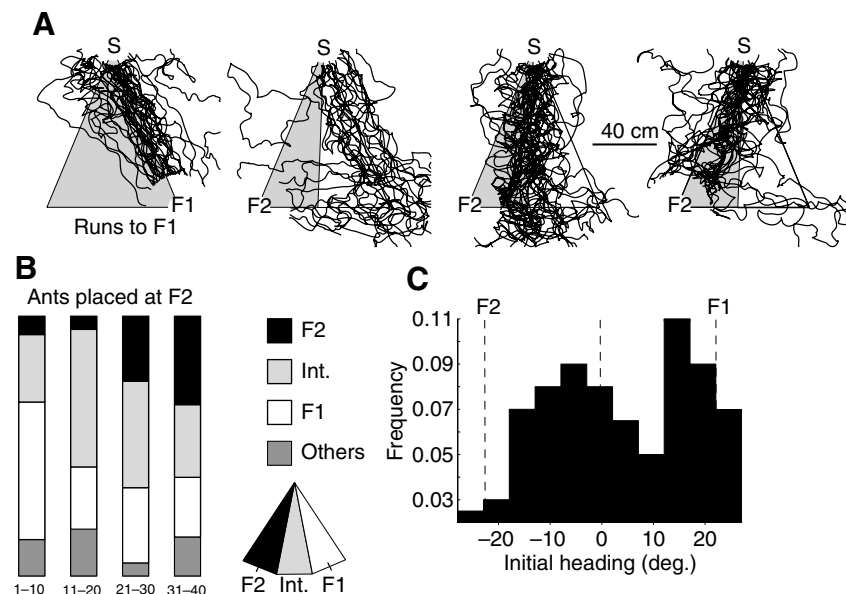 A
S S S S
40 cm
F1 F2 F2 F2
Runs to F1
B
Ants placed at F2
F2
Int.
F1
Others
F2 Int. F1
1–10 11–20 21–30 31–40
C
F2 F1
0.11
0.09
0.07
0.05
0.03
Frequency
–20 –10 0 10 20
Initial heading (deg.)